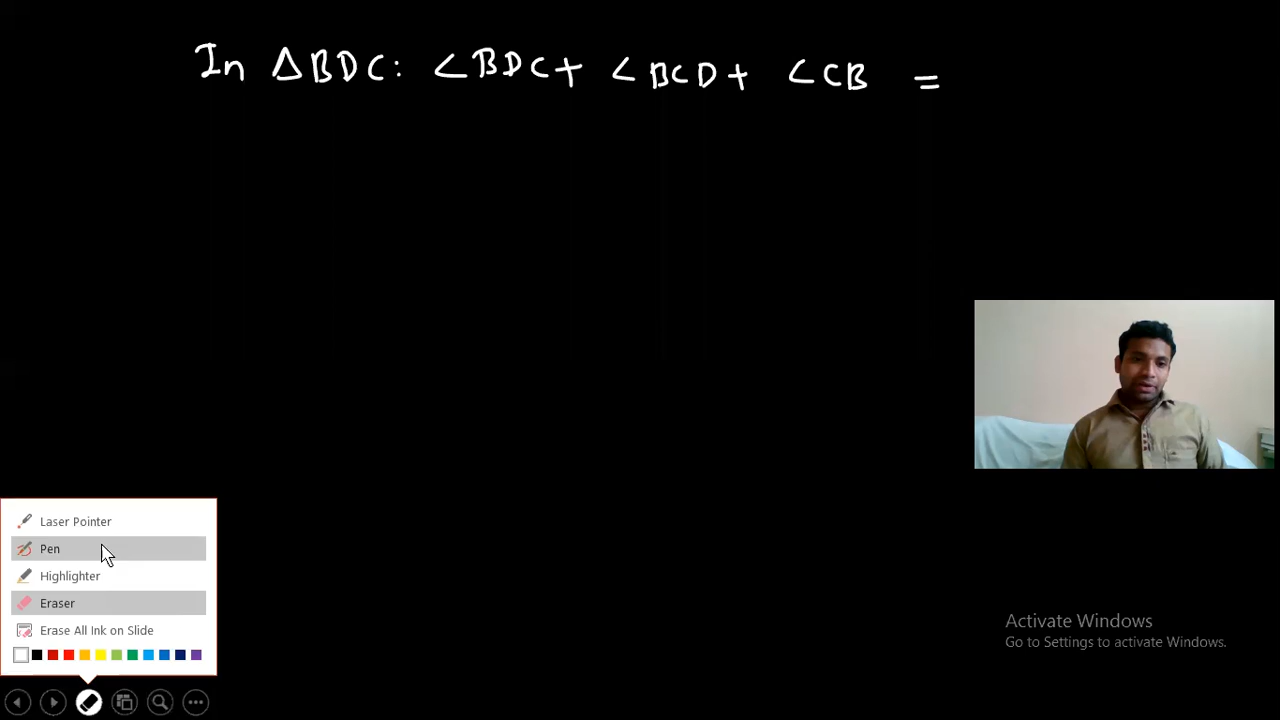 In ΔBDC: ∠BDC+ ∠BCD+ ∠CB =
Laser Pointer
Pen
Highlighter
Eraser
Erase All Ink on Slide
Activate Windows
Go to Settings to activate Windows.